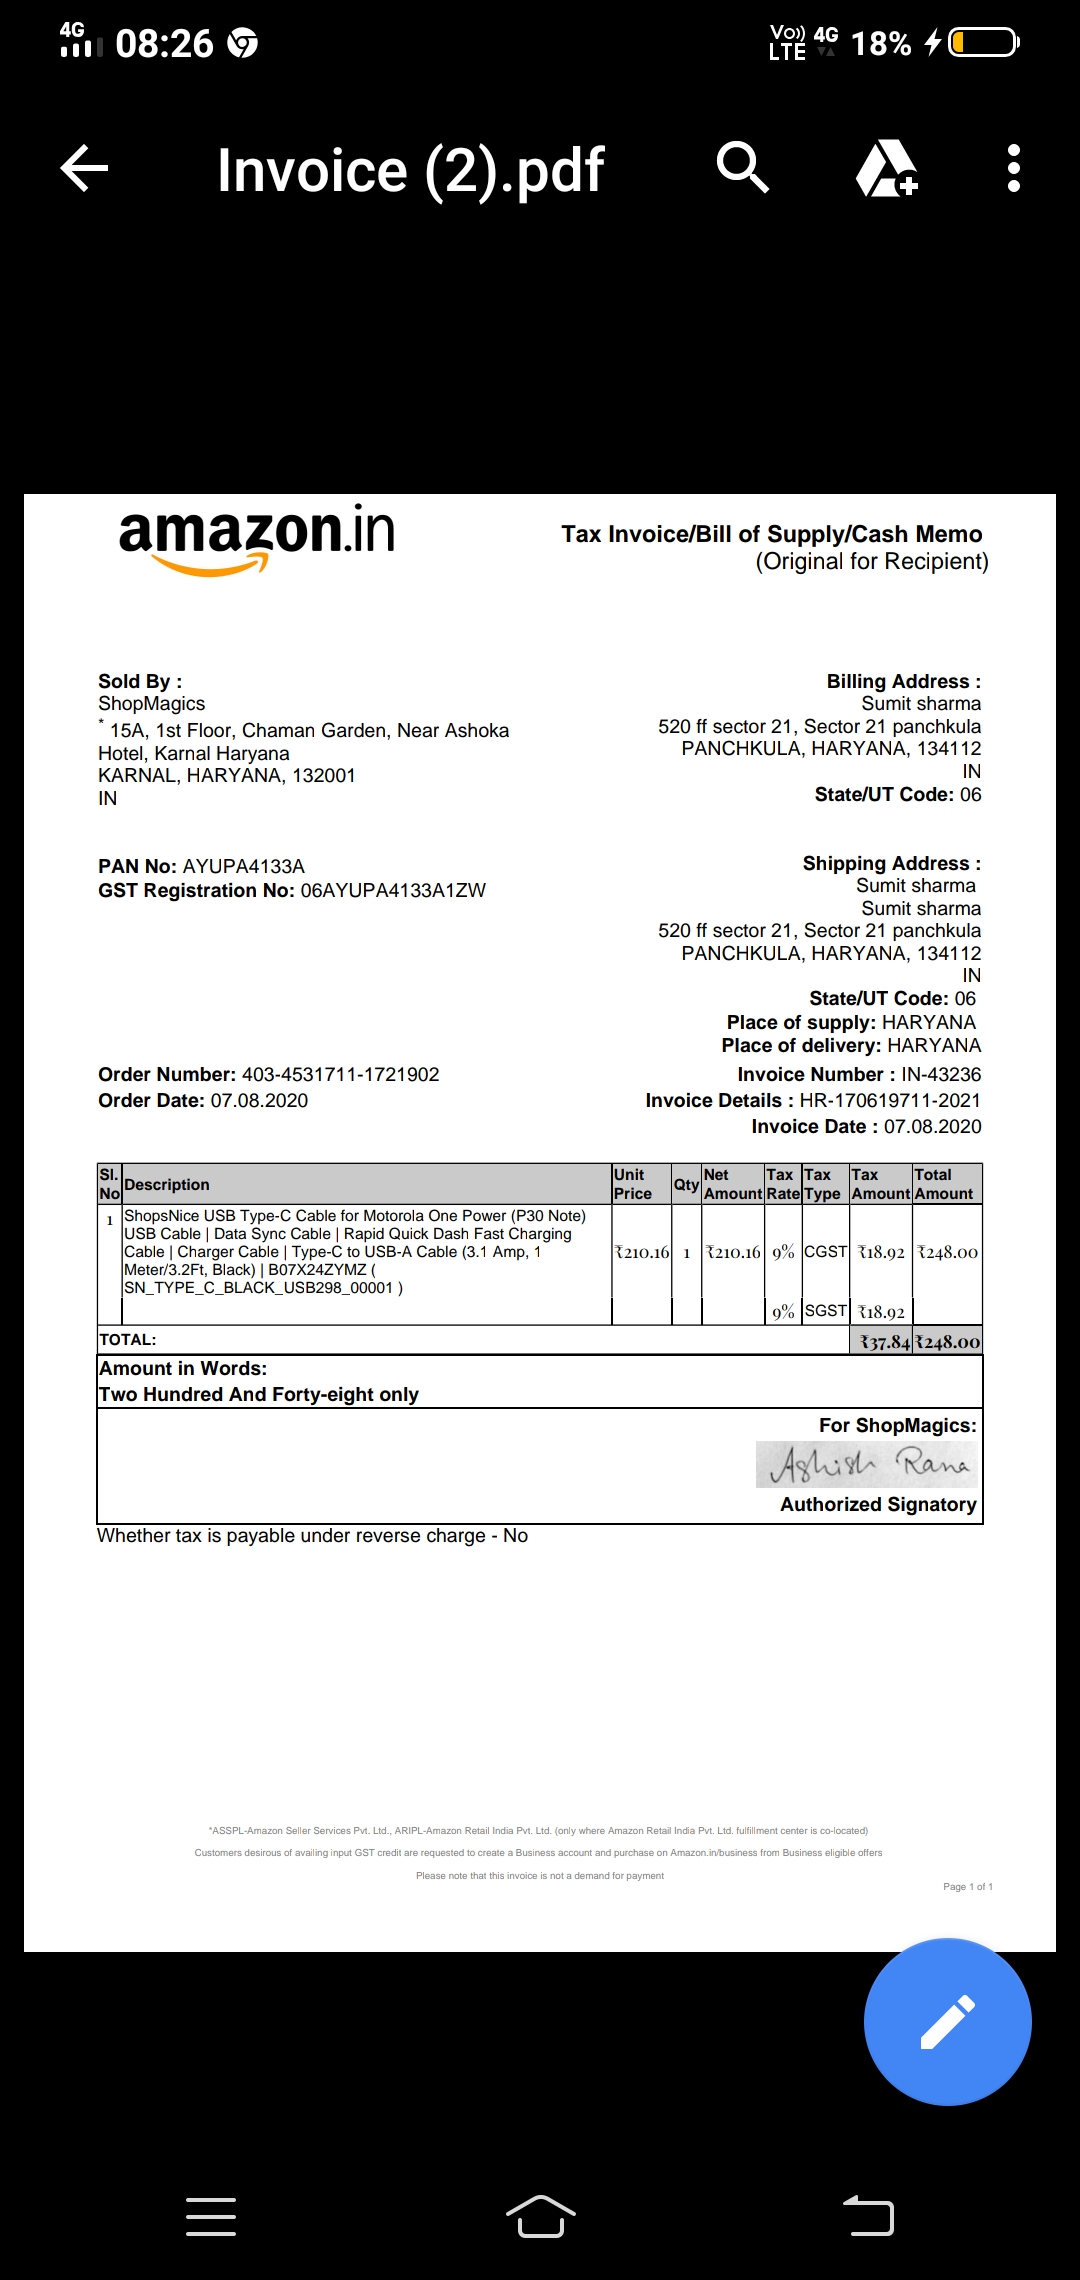 4G 08:26 Vo)) LTE 4G 18%
Invoice (2).pdf
amazon.in
Tax Invoice/Bill of Supply/Cash Memo
(Original for Recipient)
Sold By :
ShopMagics
* 15A, 1st Floor, Chaman Garden, Near Ashoka
Hotel, Karnal Haryana
KARNAL, HARYANA, 132001
IN
Billing Address :
Sumit sharma
520 ff sector 21, Sector 21 panchkula
PANCHKULA, HARYANA, 134112
IN
State/UT Code: 06
PAN No: AYUPA4133A
GST Registration No: 06AYUPA4133A1ZW
Shipping Address :
Sumit sharma
Sumit sharma
520 ff sector 21, Sector 21 panchkula
PANCHKULA, HARYANA, 134112
IN
State/UT Code: 06
Place of supply: HARYANA
Place of delivery: HARYANA
Order Number: 403-4531711-1721902
Order Date: 07.08.2020
Invoice Number : IN-43236
Invoice Details : HR-170619711-2021
Invoice Date : 07.08.2020
Sl. No Description Unit Price Qty Net Amount Tax Rate Tax Type Tax Amount Total Amount
1 ShopsNice USB Type-C Cable for Motorola One Power (P30 Note)
USB Cable | Data Sync Cable | Rapid Quick Dash Fast Charging
Cable | Charger Cable | Type-C to USB-A Cable (3.1 Amp, 1 ₹210.16 1 ₹210.16 9% CGST ₹18.92 ₹248.00
Meter/3.2Ft, Black) | B07X24ZYMZ (
SN_TYPE_C_BLACK_USB298_00001 )
9% SGST ₹18.92
TOTAL: ₹37.84 ₹248.00
Amount in Words:
Two Hundred And Forty-eight only
For ShopMagics:
Ashish Rana
Authorized Signatory
Whether tax is payable under reverse charge - No
*ASSPL-Amazon Seller Services Pvt. Ltd., ARIPL-Amazon Retail India Pvt. Ltd. (only where Amazon Retail India Pvt. Ltd. fulfillment center is co-located)
Customers desirous of availing input GST credit are requested to create a Business account and purchase on Amazon.in/business from Business eligible offers
Please note that this invoice is not a demand for payment
Page 1 of 1